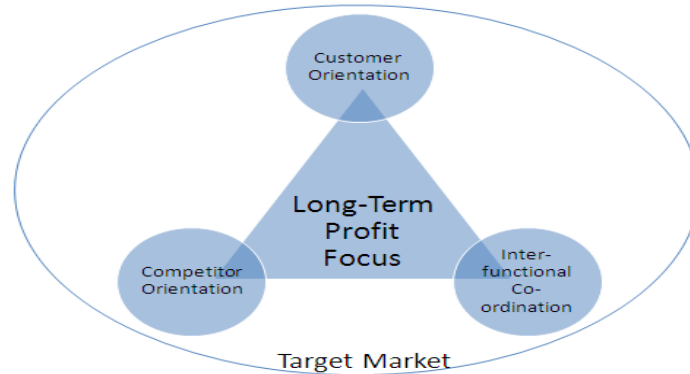 Customer
Orientation
Long-Term
Profit
Focus
Competitor
Orientation
Inter-
functional
Co-
ordination
Target Market